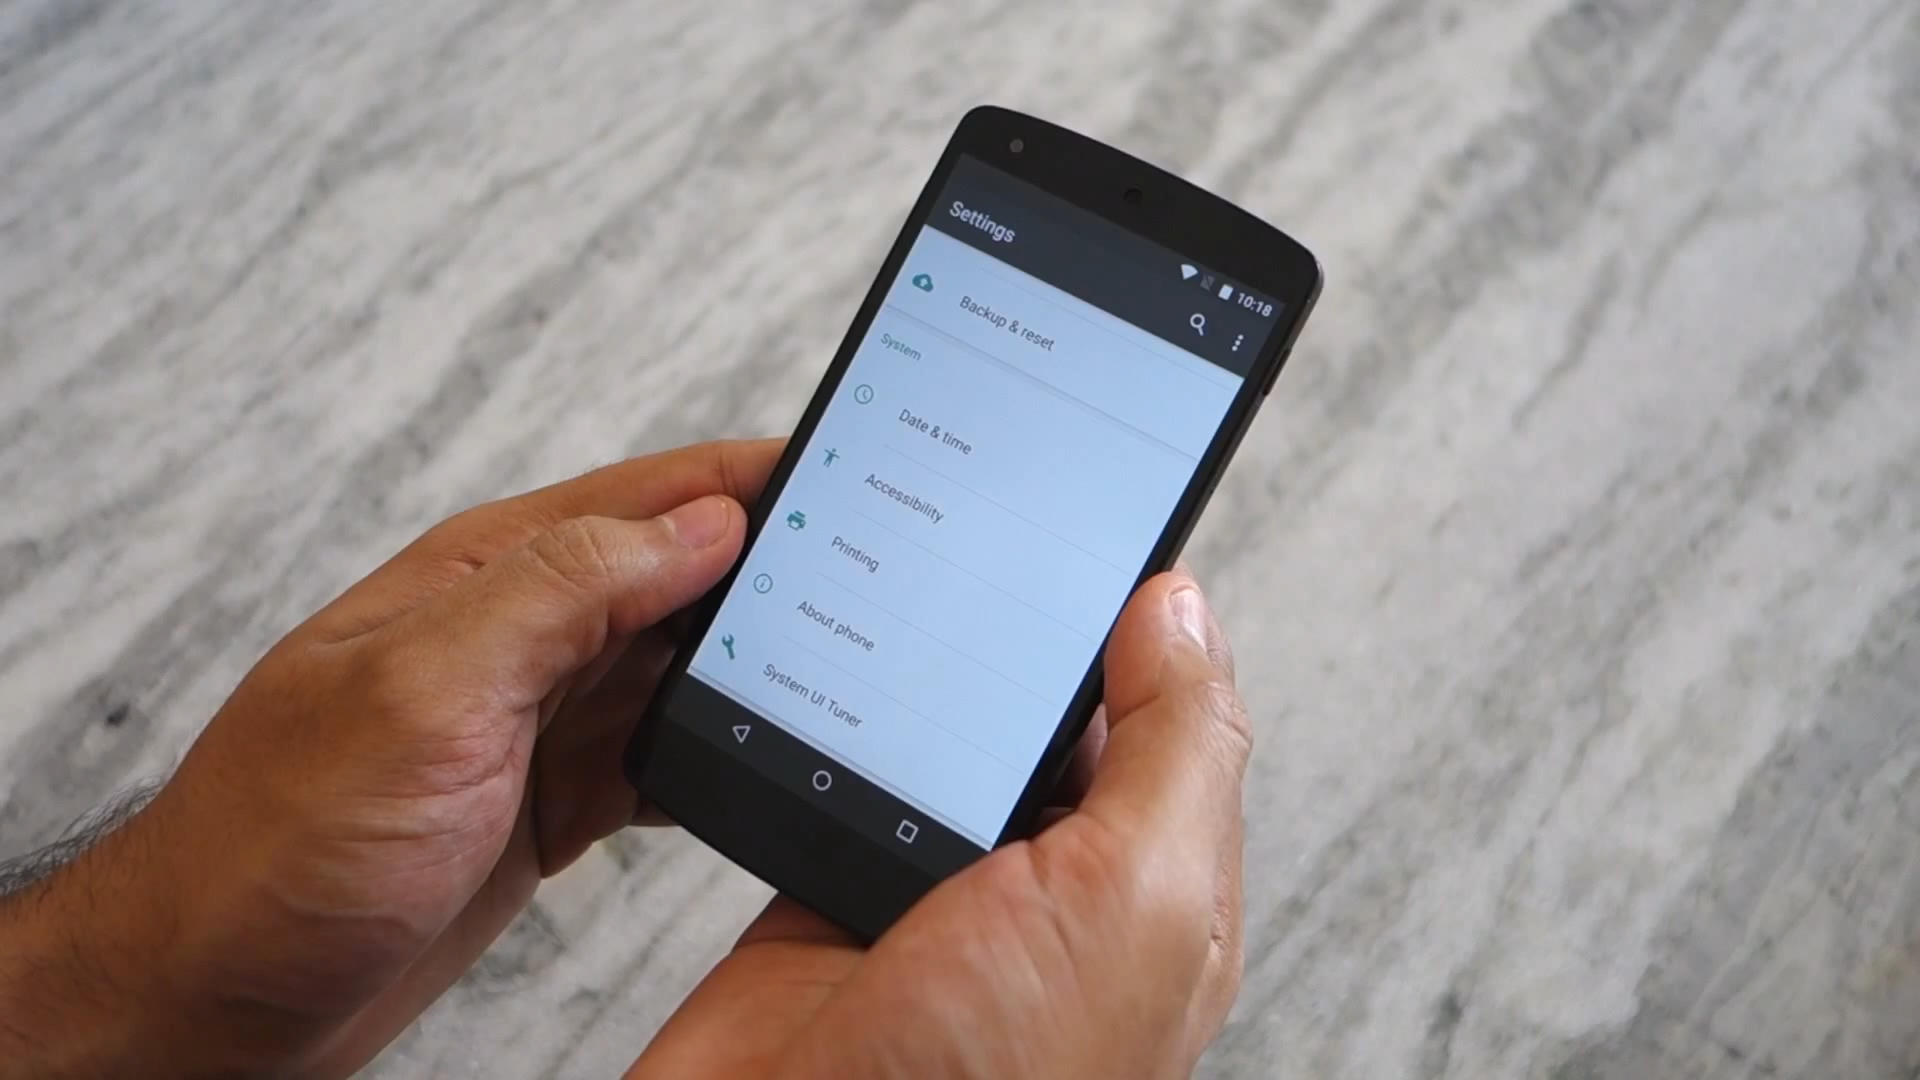 10:18
Settings
Backup & reset
System
Date & time
Accessibility
Printing
About phone
System UI Tuner